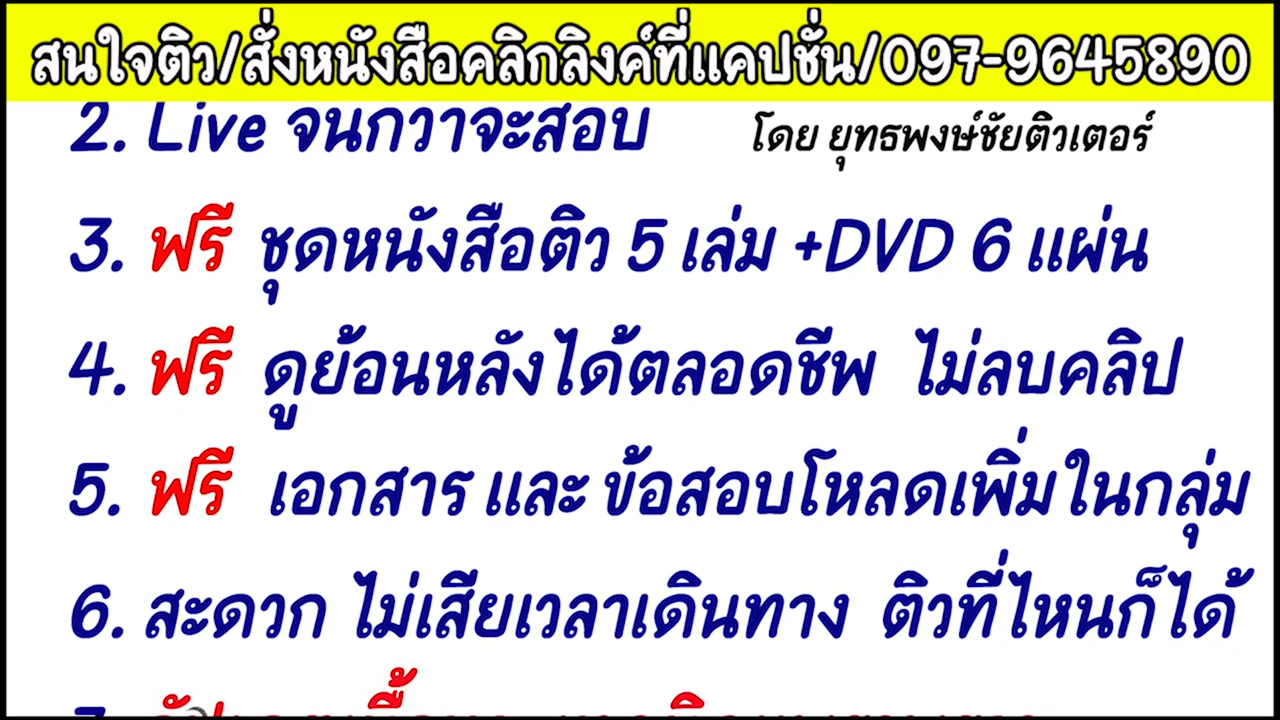 สนใจติว/สั่งหนังสือคลิกลิงค์ที่แคปชั่น/097-9645890
2. Live จนกวาจะสอบ โดย ยุทธพงษ์ชัยติวเตอร์
3. ฟรี ชุดหนังสือติว 5 เล่ม +DVD 6 แผ่น
4. ฟรี ดูย้อนหลังได้ตลอดชีพ ไม่ลบคลิป
5. ฟรี เอกสาร และ ข้อสอบโหลดเพิ่มในกลุ่ม
6. สะดวก ไม่เสียเวลาเดินทาง ติวที่ไหนก็ได้